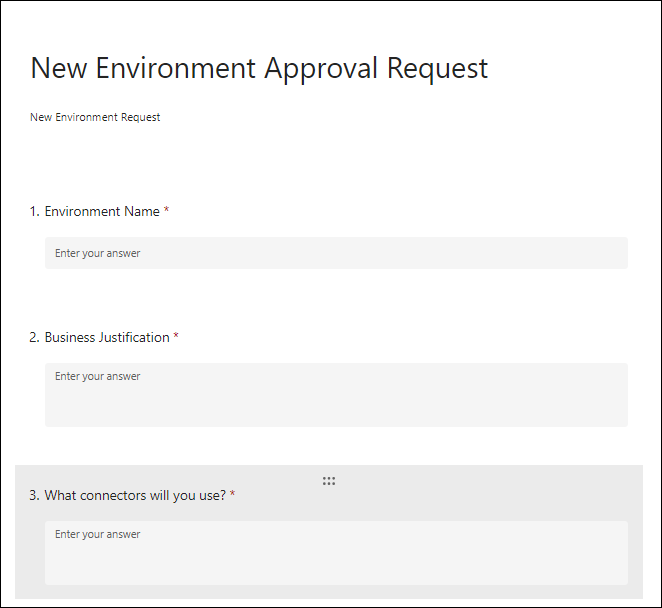 New Environment Approval Request
New Environment Request
1. Environment Name *
Enter your answer
2. Business Justification *
Enter your answer
3. What connectors will you use? *
Enter your answer